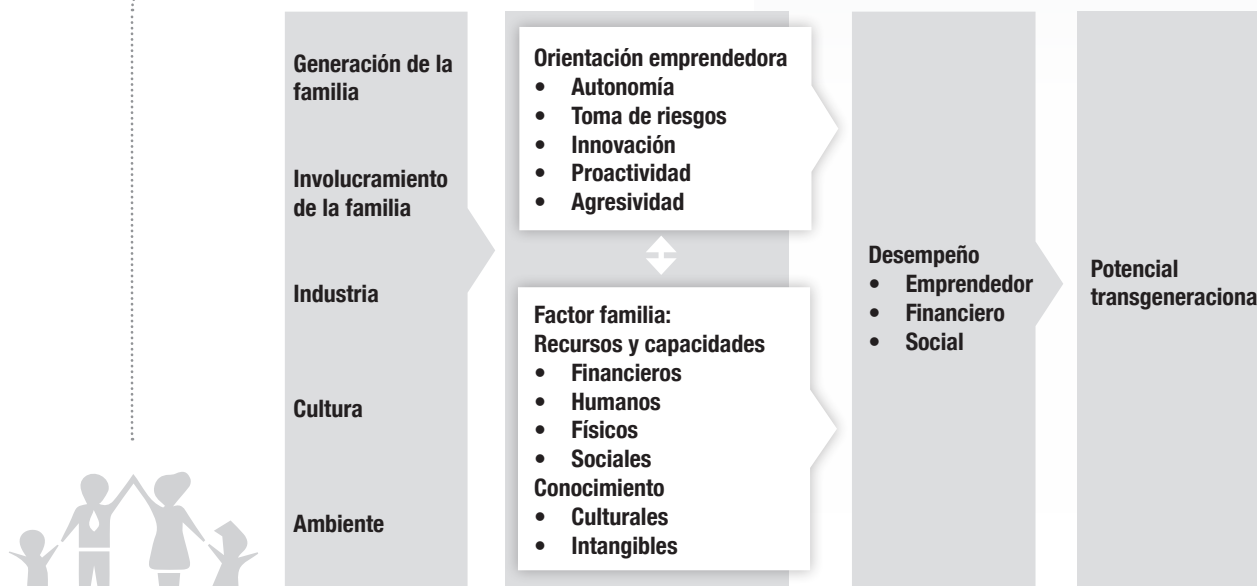 Generación de la
familia
Involucramiento
de la familia
Industria
Cultura
Ambiente
Orientación emprendedora
• Autonomía
• Toma de riesgos
• Innovación
• Proactividad
• Agresividad
Factor familia:
Recursos y capacidades
• Financieros
• Humanos
• Físicos
• Sociales
Conocimiento
• Culturales
• Intangibles
Desempeño
• Emprendedor
• Financiero
• Social
Potencial
transgeneraciona